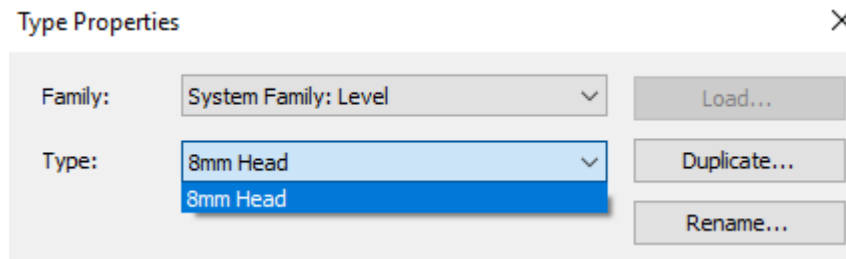 Type Properties
Family: System Family: Level Load...
Type: 8mm Head Duplicate...
8mm Head
Rename...